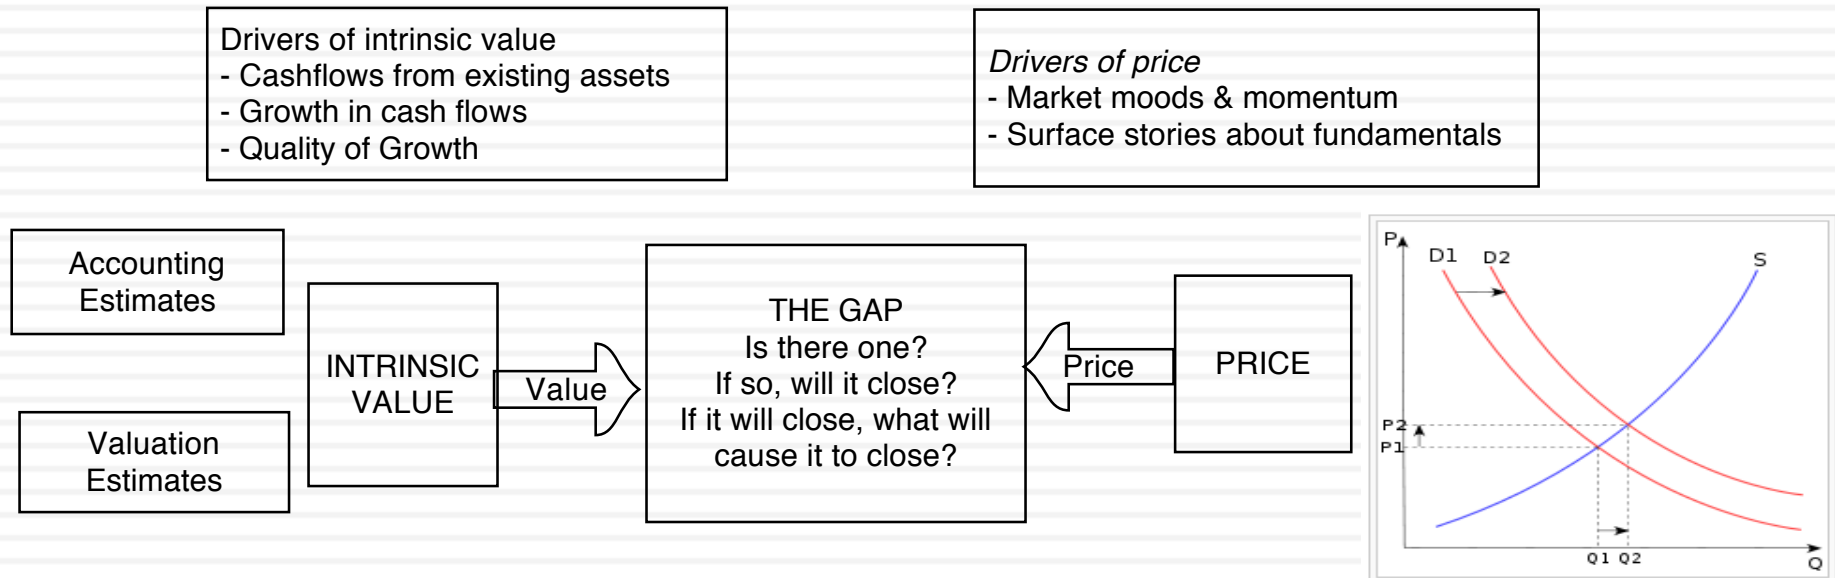 Drivers of intrinsic value
- Cashflows from existing assets
- Growth in cash flows
- Quality of Growth
Drivers of price
- Market moods & momentum
- Surface stories about fundamentals
Accounting
Estimates
Valuation
Estimates
INTRINSIC
VALUE
Value
THE GAP
Is there one?
If so, will it close?
If it will close, what will
cause it to close?
Price
PRICE
P
D1
D2
S
P2
P1
Q1
Q2
Q